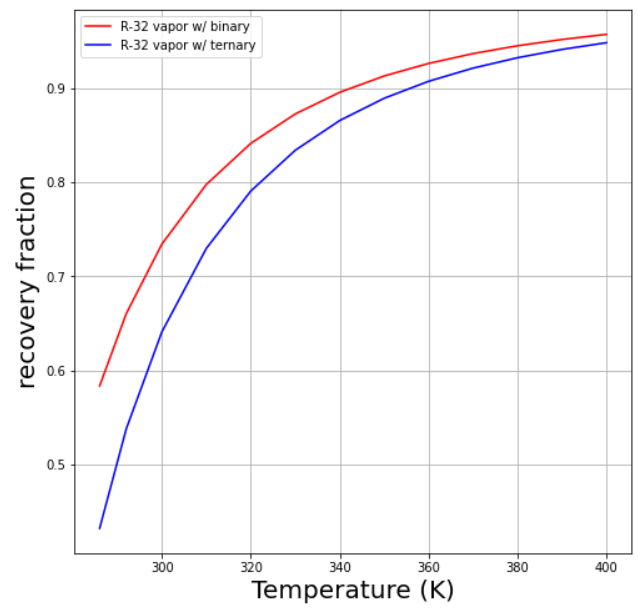 R-32 vapor w/ binary
R-32 vapor w/ ternary
recovery fraction
0.9
0.8
0.7
0.6
0.5
300 320 340 360 380 400
Temperature (K)